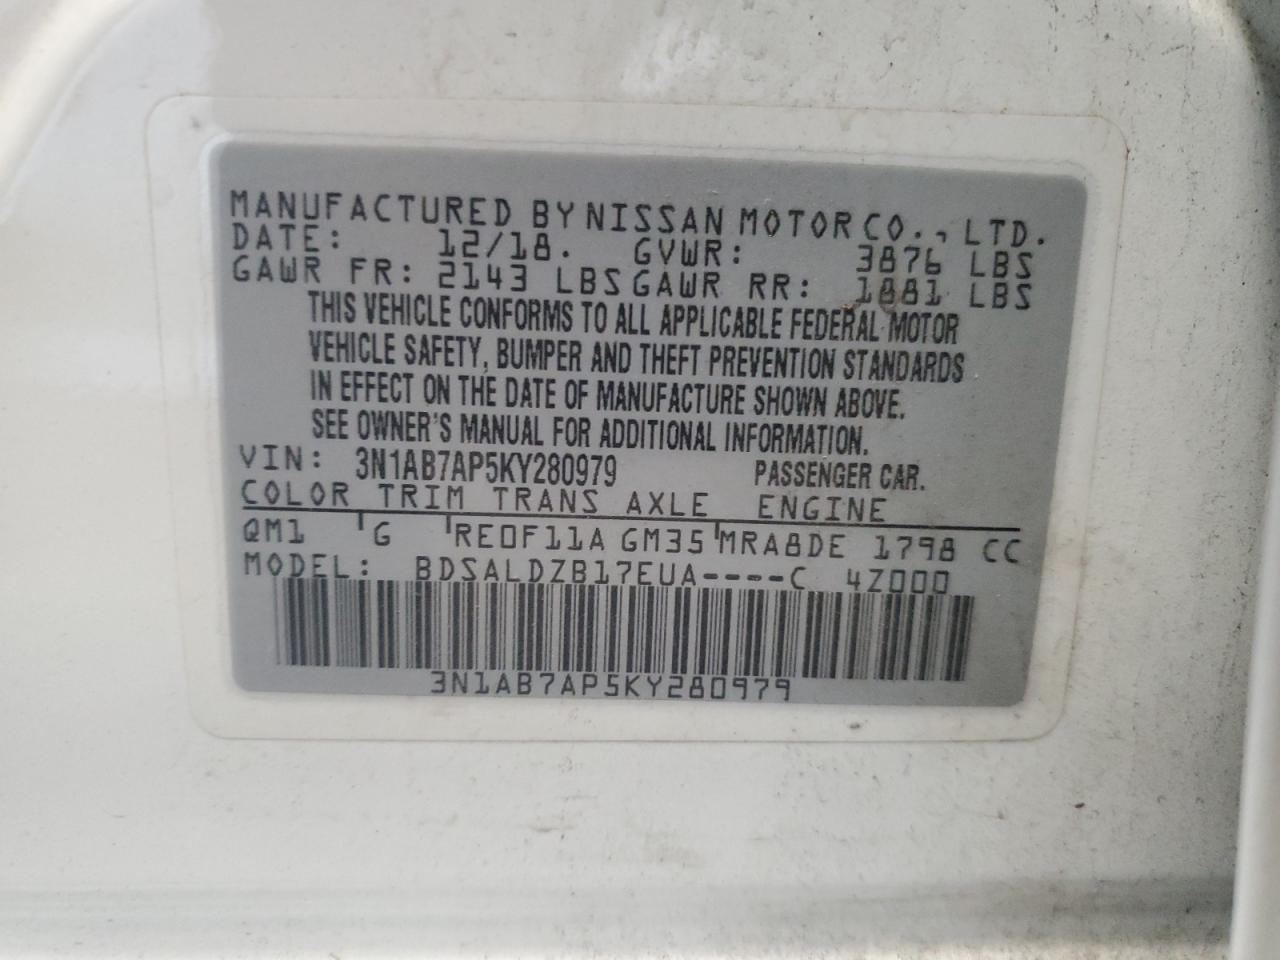 MANUFACTURED BY NISSAN MOTOR CO., LTD.
DATE: 12/18. GVWR: 3876 LBS
GAWR FR: 2143 LBS GAWR RR: 1881 LBS
THIS VEHICLE CONFORMS TO ALL APPLICABLE FEDERAL MOTOR
VEHICLE SAFETY, BUMPER AND THEFT PREVENTION STANDARDS
IN EFFECT ON THE DATE OF MANUFACTURE SHOWN ABOVE.
SEE OWNER'S MANUAL FOR ADDITIONAL INFORMATION.
VIN: 3N1AB7AP5KY280979 PASSENGER CAR.
COLOR TRIM TRANS AXLE ENGINE
QM1 G RE0F11A GM35 MRA8DE 1798 CC
MODEL: BDSALDZB17EUA----C 4Z000
3N1AB7AP5KY280979